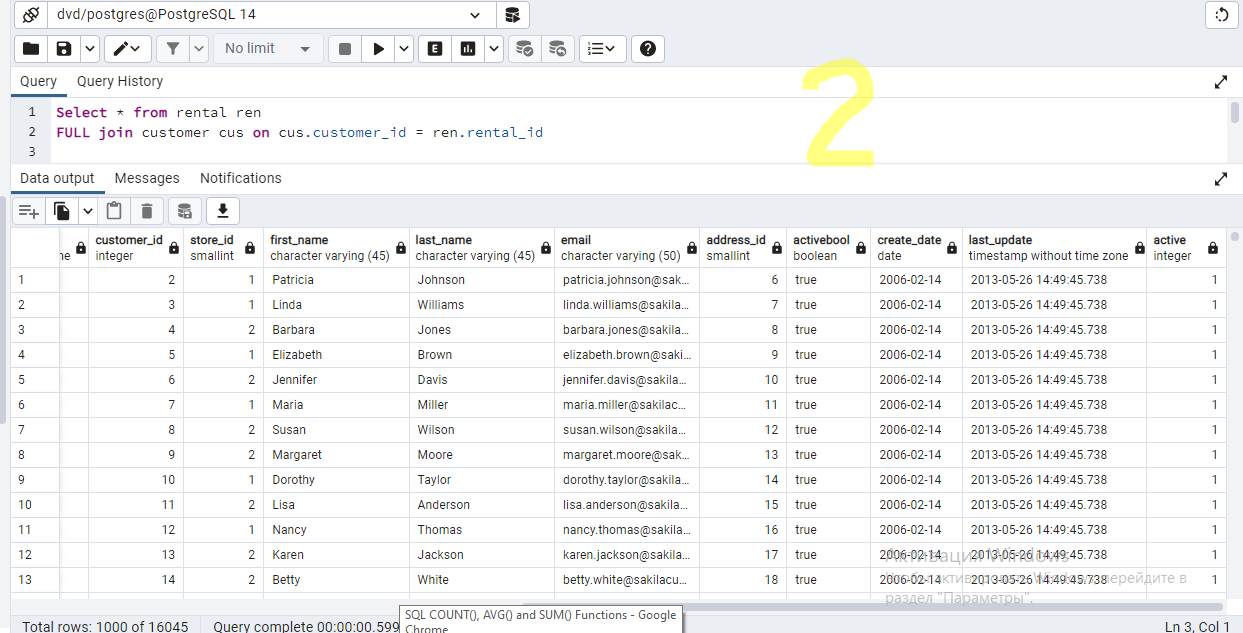 dvd/postgres@PostgreSQL 14
No limit
E
Query Query History
2
1 Select * from rental ren
2 FULL join customer cus on cus.customer_id = ren.rental_id
3
Data output Messages Notifications
customer_id store_id first_name last_name email address_id activebool create_date last_update active
integer smallint character varying (45) character varying (45) character varying (50) smallint boolean date timestamp without time zone integer
1 2 1 Patricia Johnson patricia.johnson@sak... 6 true 2006-02-14 2013-05-26 14:49:45.738 1
2 3 1 Linda Williams linda.williams@sakila... 7 true 2006-02-14 2013-05-26 14:49:45.738 1
3 4 2 Barbara Jones barbara.jones@sakila... 8 true 2006-02-14 2013-05-26 14:49:45.738 1
4 5 1 Elizabeth Brown elizabeth.brown@saki... 9 true 2006-02-14 2013-05-26 14:49:45.738 1
5 6 2 Jennifer Davis jennifer.davis@sakila... 10 true 2006-02-14 2013-05-26 14:49:45.738 1
6 7 1 Maria Miller maria.miller@sakilac... 11 true 2006-02-14 2013-05-26 14:49:45.738 1
7 8 2 Susan Wilson susan.wilson@sakila... 12 true 2006-02-14 2013-05-26 14:49:45.738 1
8 9 2 Margaret Moore margaret.moore@sak... 13 true 2006-02-14 2013-05-26 14:49:45.738 1
9 10 1 Dorothy Taylor dorothy.taylor@sakila... 14 true 2006-02-14 2013-05-26 14:49:45.738 1
10 11 2 Lisa Anderson lisa.anderson@sakila... 15 true 2006-02-14 2013-05-26 14:49:45.738 1
11 12 1 Nancy Thomas nancy.thomas@sakila... 16 true 2006-02-14 2013-05-26 14:49:45.738 1
12 13 2 Karen Jackson karen.jackson@sakila... 17 true 2006-02-14 2013-05-26 14:49:45.738 1
13 14 2 Betty White betty.white@sakilacu... 18 true 2006-02-14 2013-05-26 14:49:45.738 1
Активация Windows
Чтобы активировать Windows, перейдите в
раздел "Параметры".
SQL COUNT(), AVG() and SUM() Functions - Google
Chrome
Total rows: 1000 of 16045 Query complete 00:00:00.599 Ln 3, Col 1